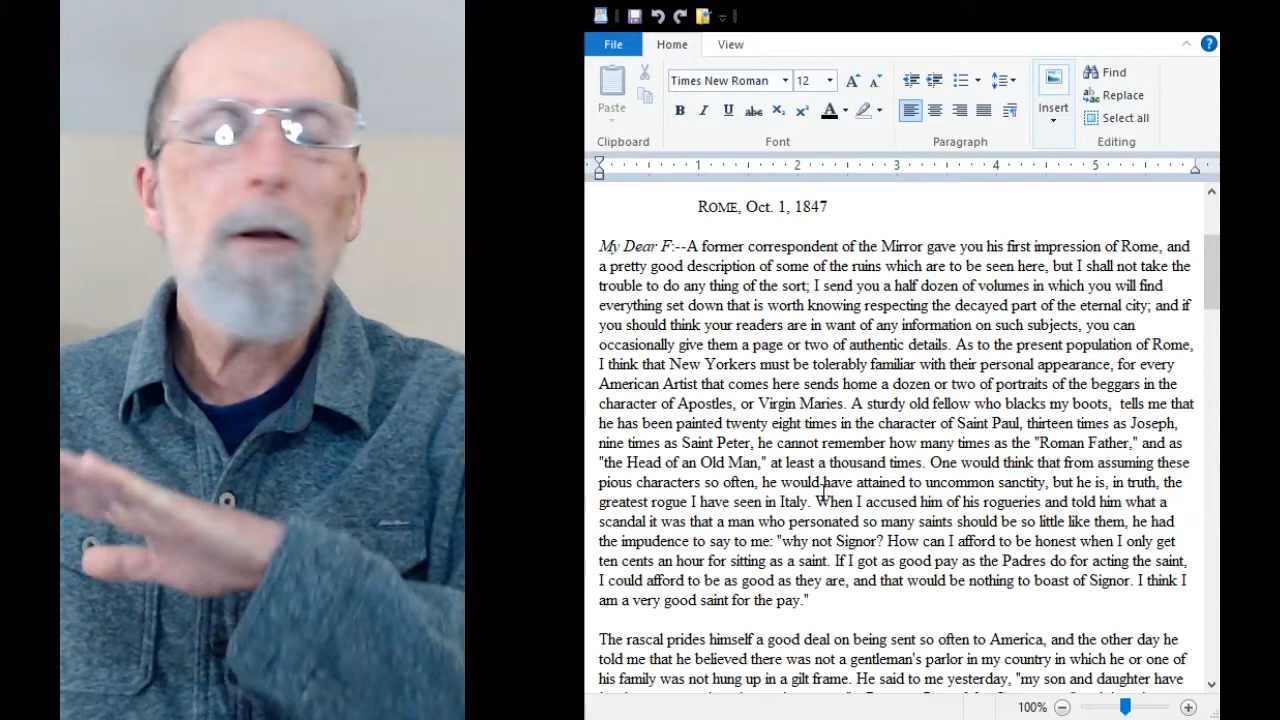 File Home View
Times New Roman 12
Find
Replace
Select all
Paste
Insert
B I U abc X₂ X² A
Clipboard Font Paragraph Editing
1 2 3 4 5
ROME, Oct. 1, 1847
My Dear F:--A former correspondent of the Mirror gave you his first impression of Rome, and
a pretty good description of some of the ruins which are to be seen here, but I shall not take the
trouble to do any thing of the sort; I send you a half dozen of volumes in which you will find
everything set down that is worth knowing respecting the decayed part of the eternal city; and if
you should think your readers are in want of any information on such subjects, you can
occasionally give them a page or two of authentic details. As to the present population of Rome,
I think that New Yorkers must be tolerably familiar with their personal appearance, for every
American Artist that comes here sends home a dozen or two of portraits of the beggars in the
character of Apostles, or Virgin Maries. A sturdy old fellow who blacks my boots,  tells me that
he has been painted twenty eight times in the character of Saint Paul, thirteen times as Joseph,
nine times as Saint Peter, he cannot remember how many times as the "Roman Father," and as
"the Head of an Old Man," at least a thousand times. One would think that from assuming these
pious characters so often, he would have attained to uncommon sanctity, but he is, in truth, the
greatest rogue I have seen in Italy. When I accused him of his rogueries and told him what a
scandal it was that a man who personated so many saints should be so little like them, he had
the impudence to say to me: "why not Signor? How can I afford to be honest when I only get
ten cents an hour for sitting as a saint. If I got as good pay as the Padres do for acting the saint,
I could afford to be as good as they are, and that would be nothing to boast of Signor. I think I
am a very good saint for the pay."
The rascal prides himself a good deal on being sent so often to America, and the other day he
told me that he believed there was not a gentleman's parlor in my country in which he or one of
his family was not hung up in a gilt frame. He said to me yesterday, "my son and daughter have
100%